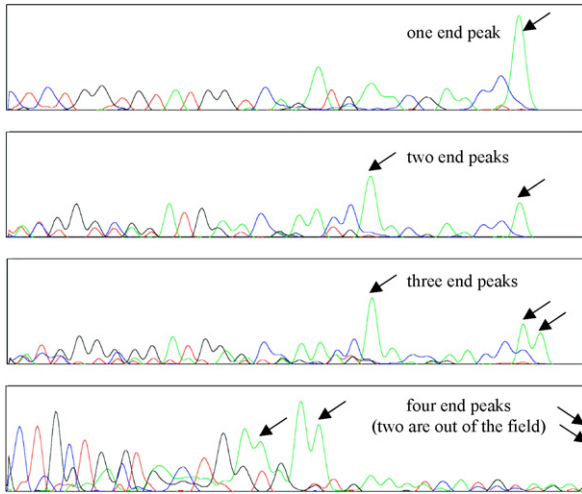 one end peak
two end peaks
three end peaks
four end peaks
(two are out of the field)